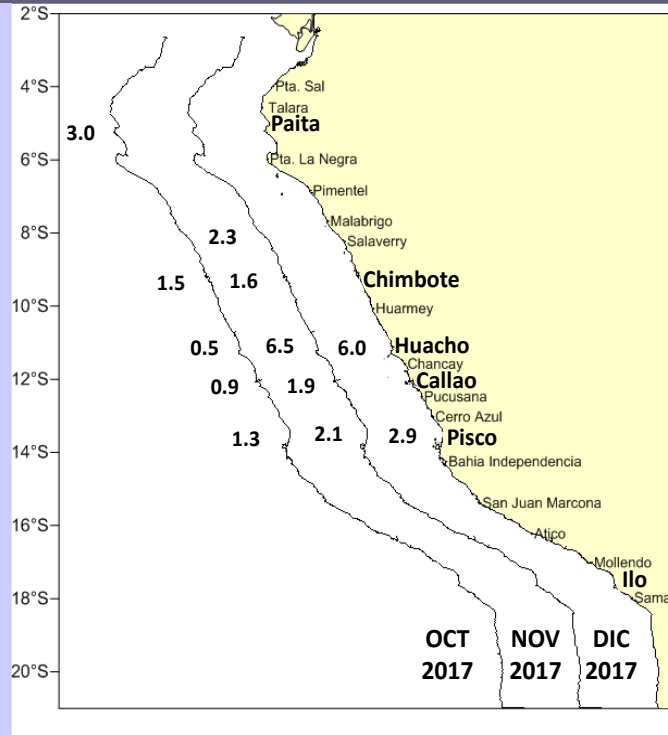 2°S
4°S
Pta. Sal
Talara
3.0
Paita
6°S
Pta. La Negra
Pimentel
Malabrigo
8°S
2.3
Salaverry
1.5
1.6
Chimbote
10°S
Huarmey
0.5
6.5
6.0
Huacho
Chancay
12°S
0.9
1.9
Callao
Pucusana
Cerro Azul
1.3
2.1
2.9
Pisco
14°S
Bahia Independencia
San Juan Marcona
16°S
Atico
Mollendo
Ilo
18°S
Sama
OCT NOV DIC
2017 2017 2017
20°S